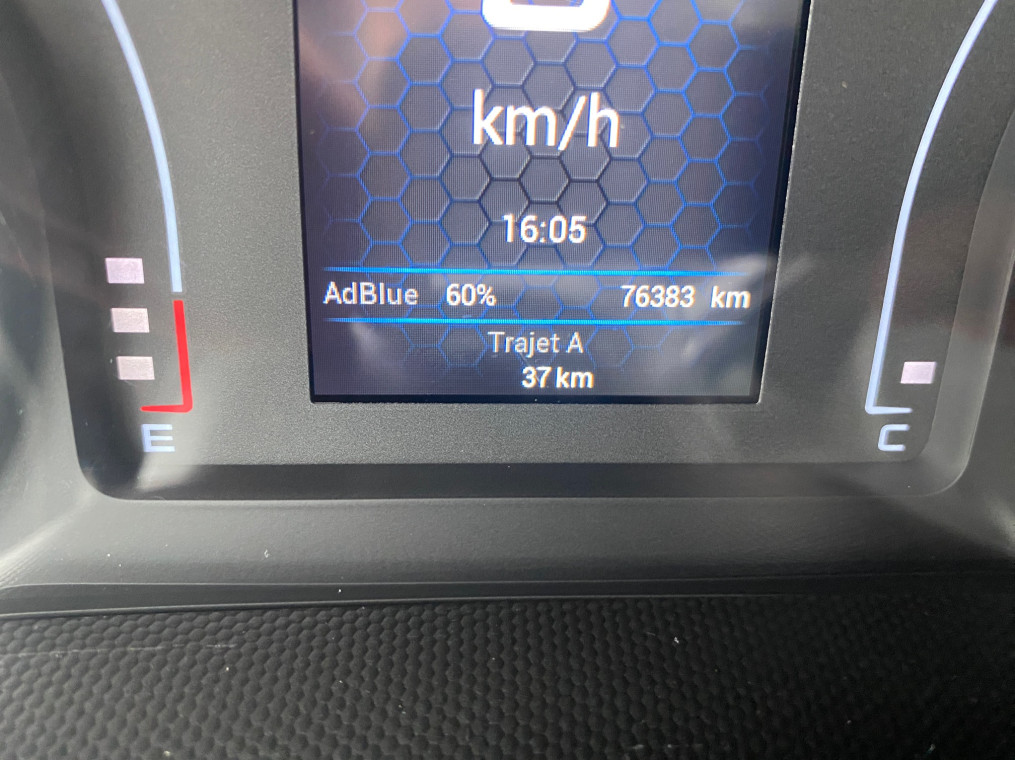 km/h
16:05
AdBlue 60% 76383 km
Trajet A
37 km
E C